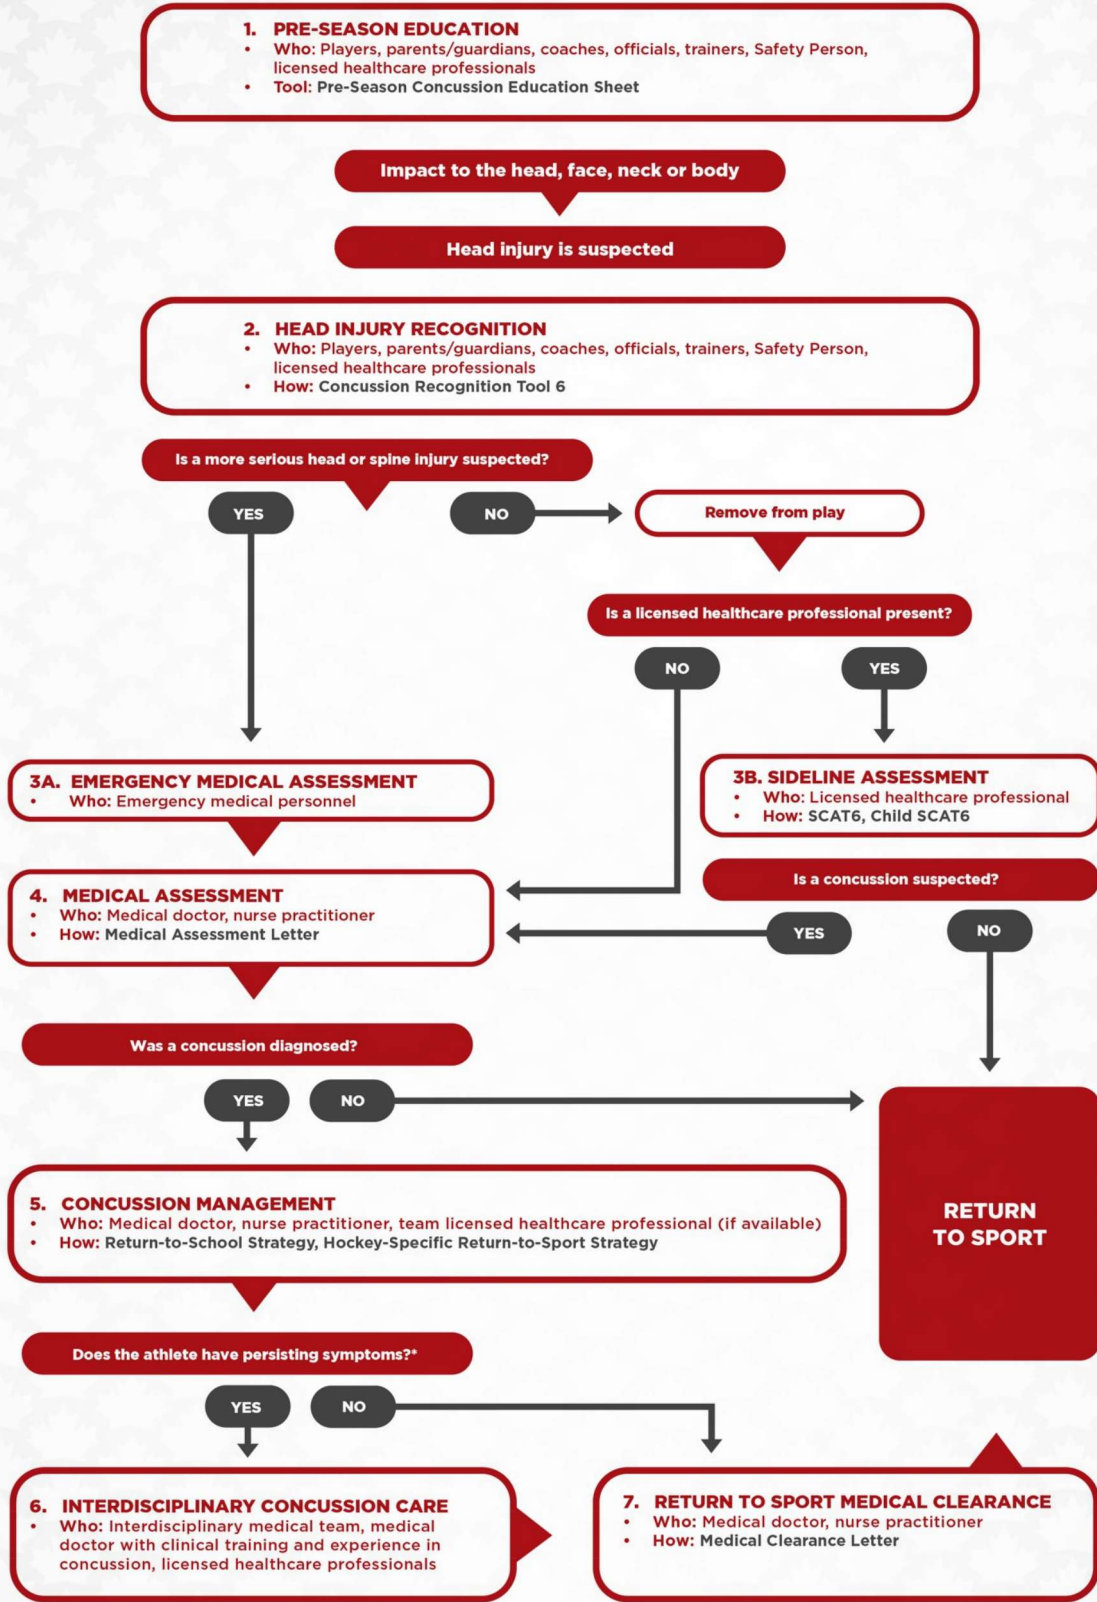 1. PRE-SEASON EDUCATION
• Who: Players, parents/guardians, coaches, officials, trainers, Safety Person,
licensed healthcare professionals
• Tool: Pre-Season Concussion Education Sheet
Impact to the head, face, neck or body
Head injury is suspected
2. HEAD INJURY RECOGNITION
• Who: Players, parents/guardians, coaches, officials, trainers, Safety Person,
licensed healthcare professionals
• How: Concussion Recognition Tool 6
Is a more serious head or spine injury suspected?
YES
NO
Remove from play
Is a licensed healthcare professional present?
NO
YES
3A. EMERGENCY MEDICAL ASSESSMENT
• Who: Emergency medical personnel
3B. SIDELINE ASSESSMENT
• Who: Licensed healthcare professional
• How: SCAT6, Child SCAT6
4. MEDICAL ASSESSMENT
• Who: Medical doctor, nurse practitioner
• How: Medical Assessment Letter
Is a concussion suspected?
YES
NO
Was a concussion diagnosed?
YES
NO
RETURN
TO SPORT
5. CONCUSSION MANAGEMENT
• Who: Medical doctor, nurse practitioner, team licensed healthcare professional (if available)
• How: Return-to-School Strategy, Hockey-Specific Return-to-Sport Strategy
Does the athlete have persisting symptoms?*
YES
NO
6. INTERDISCIPLINARY CONCUSSION CARE
• Who: Interdisciplinary medical team, medical
doctor with clinical training and experience in
concussion, licensed healthcare professionals
7. RETURN TO SPORT MEDICAL CLEARANCE
• Who: Medical doctor, nurse practitioner
• How: Medical Clearance Letter